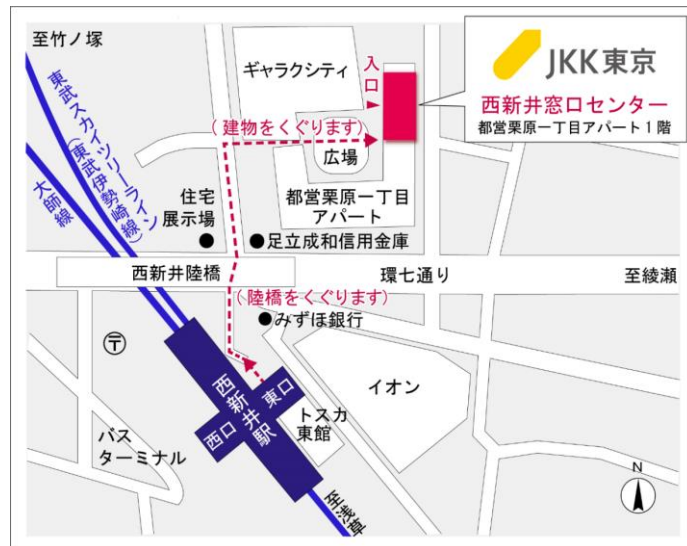 至竹ノ塚
ギャラクシティ
入口
JKK東京
西新井窓口センター
都営栗原一丁目アパート1階
東武スカイツリーライン
(東武伊勢崎線)
大師線
(建物をくぐります)
広場
住宅
展示場
都営栗原一丁目
アパート
足立成和信用金庫
西新井陸橋
環七通り
至綾瀬
(陸橋をくぐります)
みずほ銀行
〒
西新井駅
東口
西口
イオン
トスカ
東館
バス
ターミナル
至浅草
N